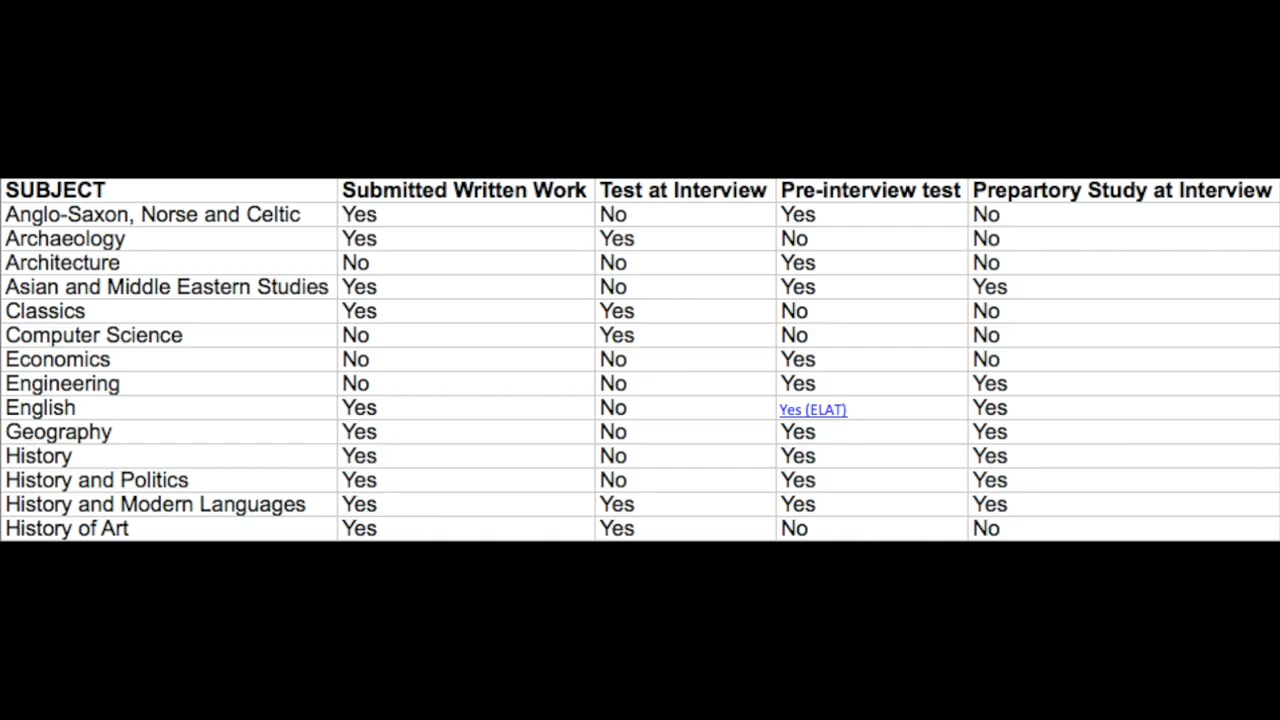 SUBJECT Submitted Written Work Test at Interview Pre-interview test Prepartory Study at Interview
Anglo-Saxon, Norse and Celtic Yes No Yes No
Archaeology Yes Yes No No
Architecture No No Yes No
Asian and Middle Eastern Studies Yes No Yes Yes
Classics Yes Yes No No
Computer Science No Yes No No
Economics No No Yes No
Engineering No No Yes Yes
English Yes No Yes (ELAT) Yes
Geography Yes No Yes Yes
History Yes No Yes Yes
History and Politics Yes No Yes Yes
History and Modern Languages Yes Yes Yes Yes
History of Art Yes Yes No No